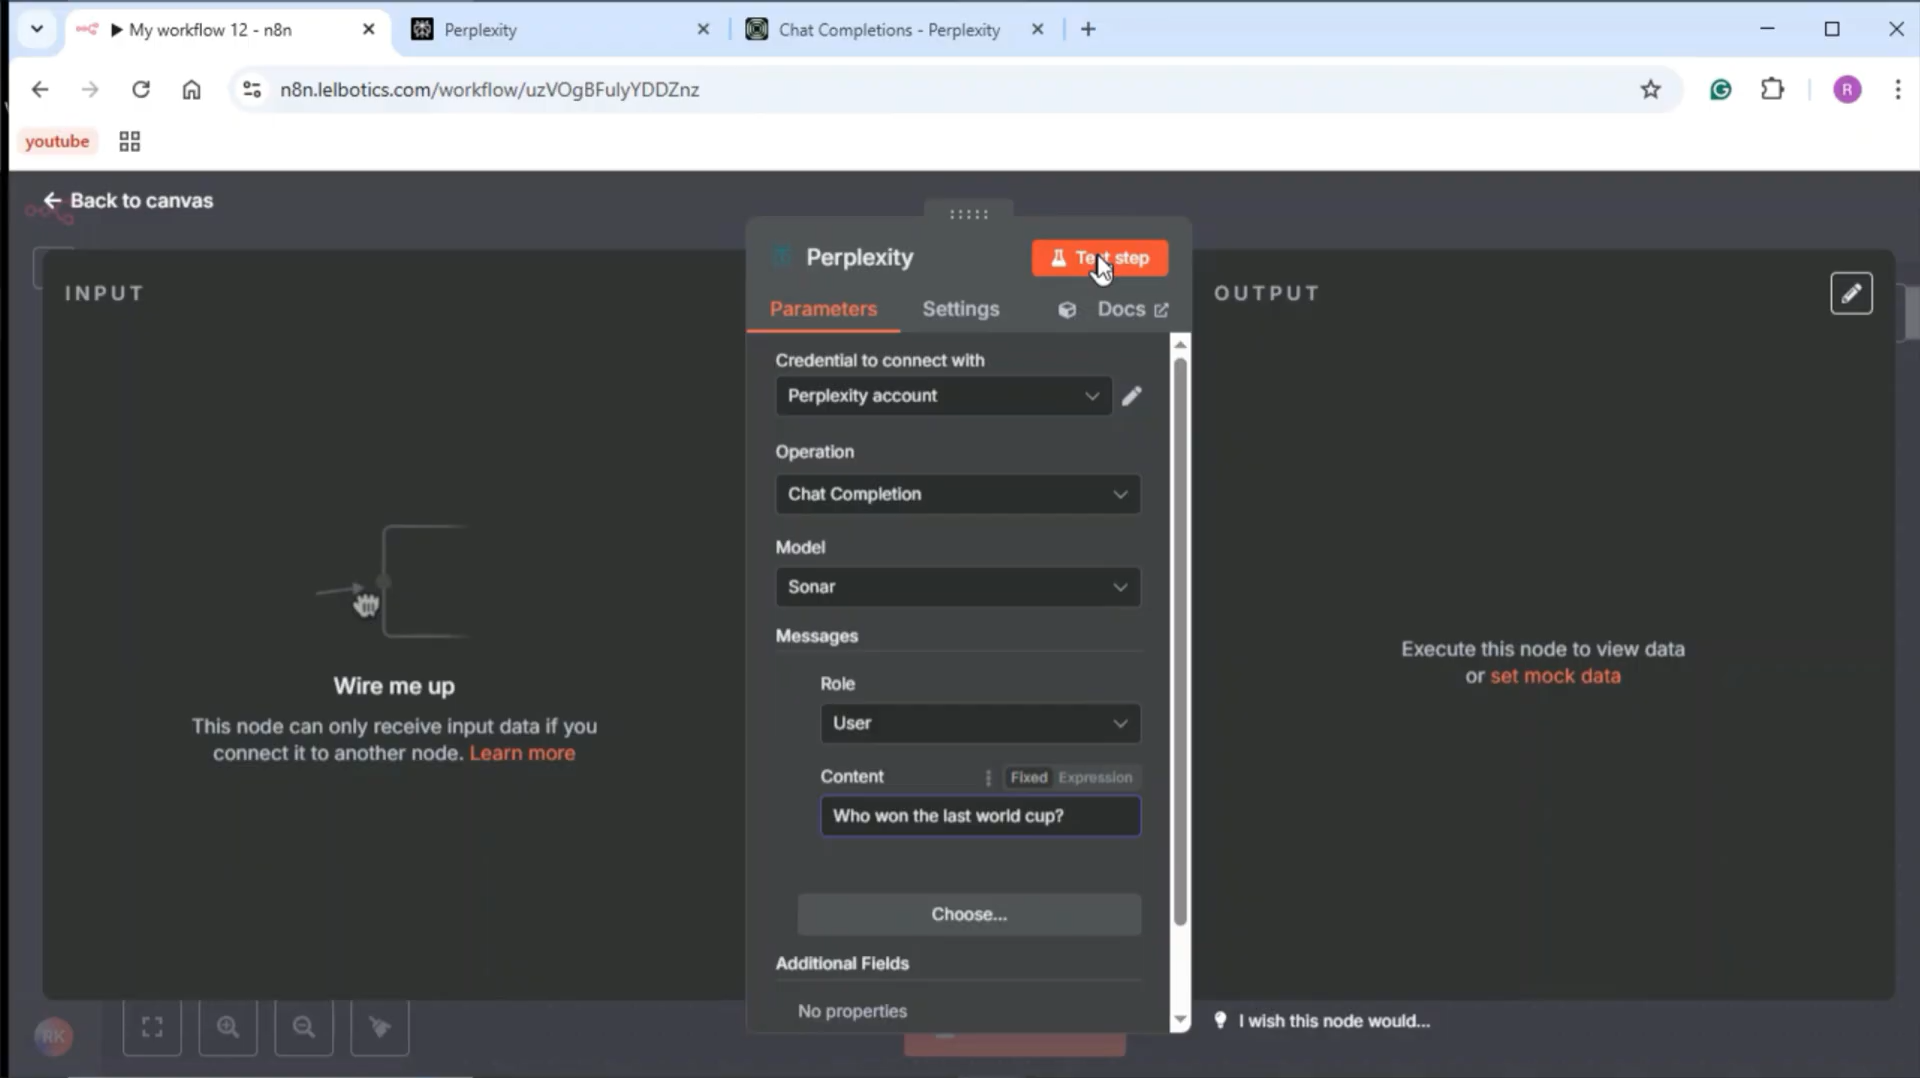 ▶ My workflow 12 - n8n
Perplexity
Chat Completions - Perplexity
n8n.lelbotics.com/workflow/uzVOgBFulyYDDZnz
R
youtube
Back to canvas
INPUT
Perplexity
Test step
OUTPUT
Parameters
Settings
Docs
Credential to connect with
Perplexity account
Operation
Chat Completion
Model
Sonar
Messages
Role
User
Content
Fixed
Expression
Who won the last world cup?
Choose...
Additional Fields
No properties
Wire me up
This node can only receive input data if you
connect it to another node. Learn more
Execute this node to view data
or set mock data
RK
I wish this node would...